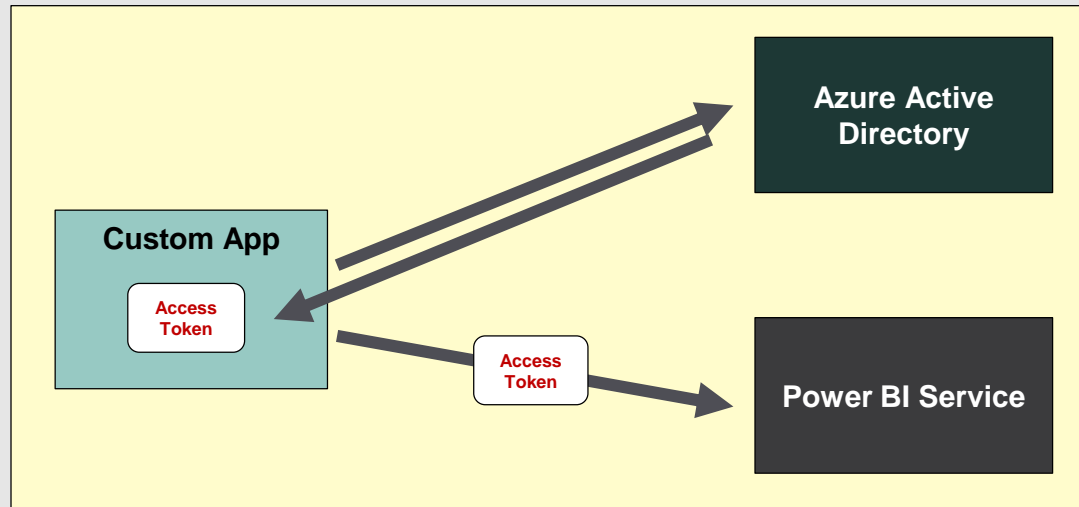 Azure Active
Directory
Custom App
Access
Token
Access
Token
Power BI Service